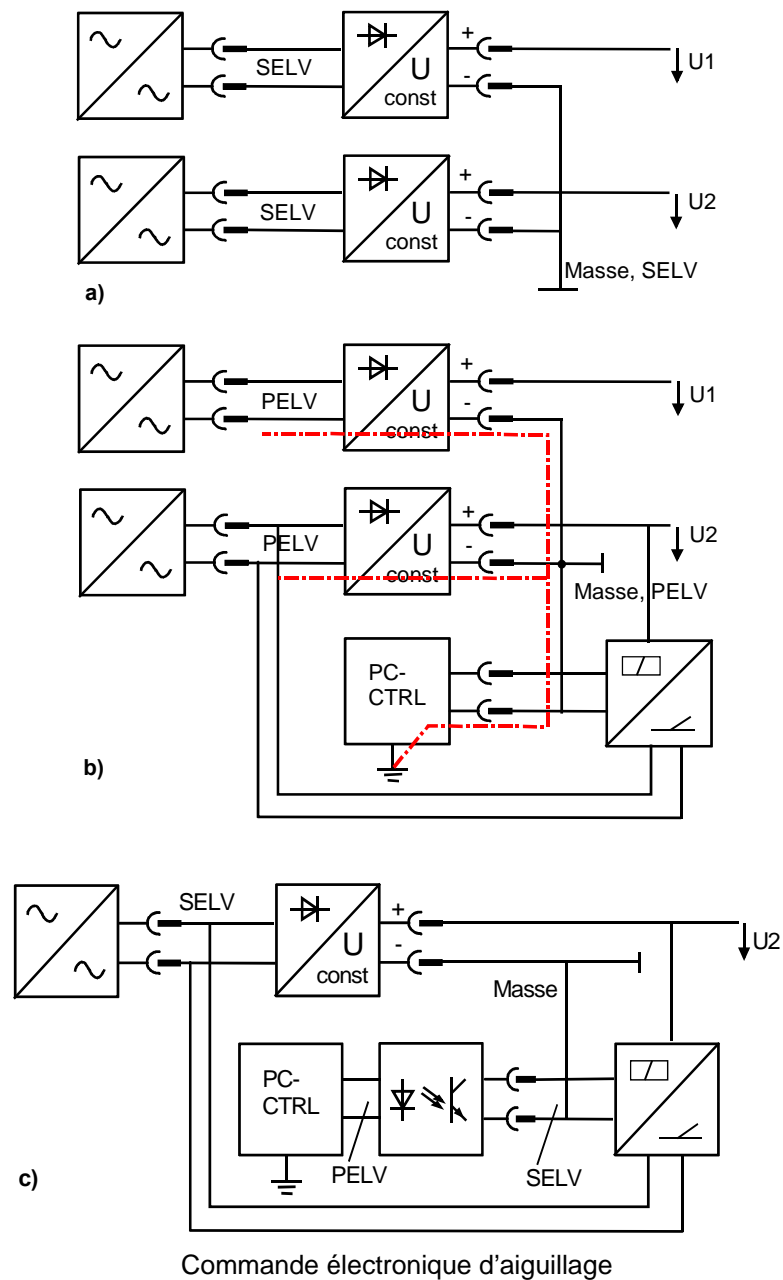 +
U1
SELV
U
-
const
+
U2
SELV
U
-
const
Masse, SELV
a)
+
U1
PELV
U
-
const
+
U2
PELV
U
-
const
Masse, PELV
PC-
CTRL
b)
SELV
+
U2
U
-
const
Masse
PC-
CTRL
PELV
SELV
c)
Commande électronique d'aiguillage